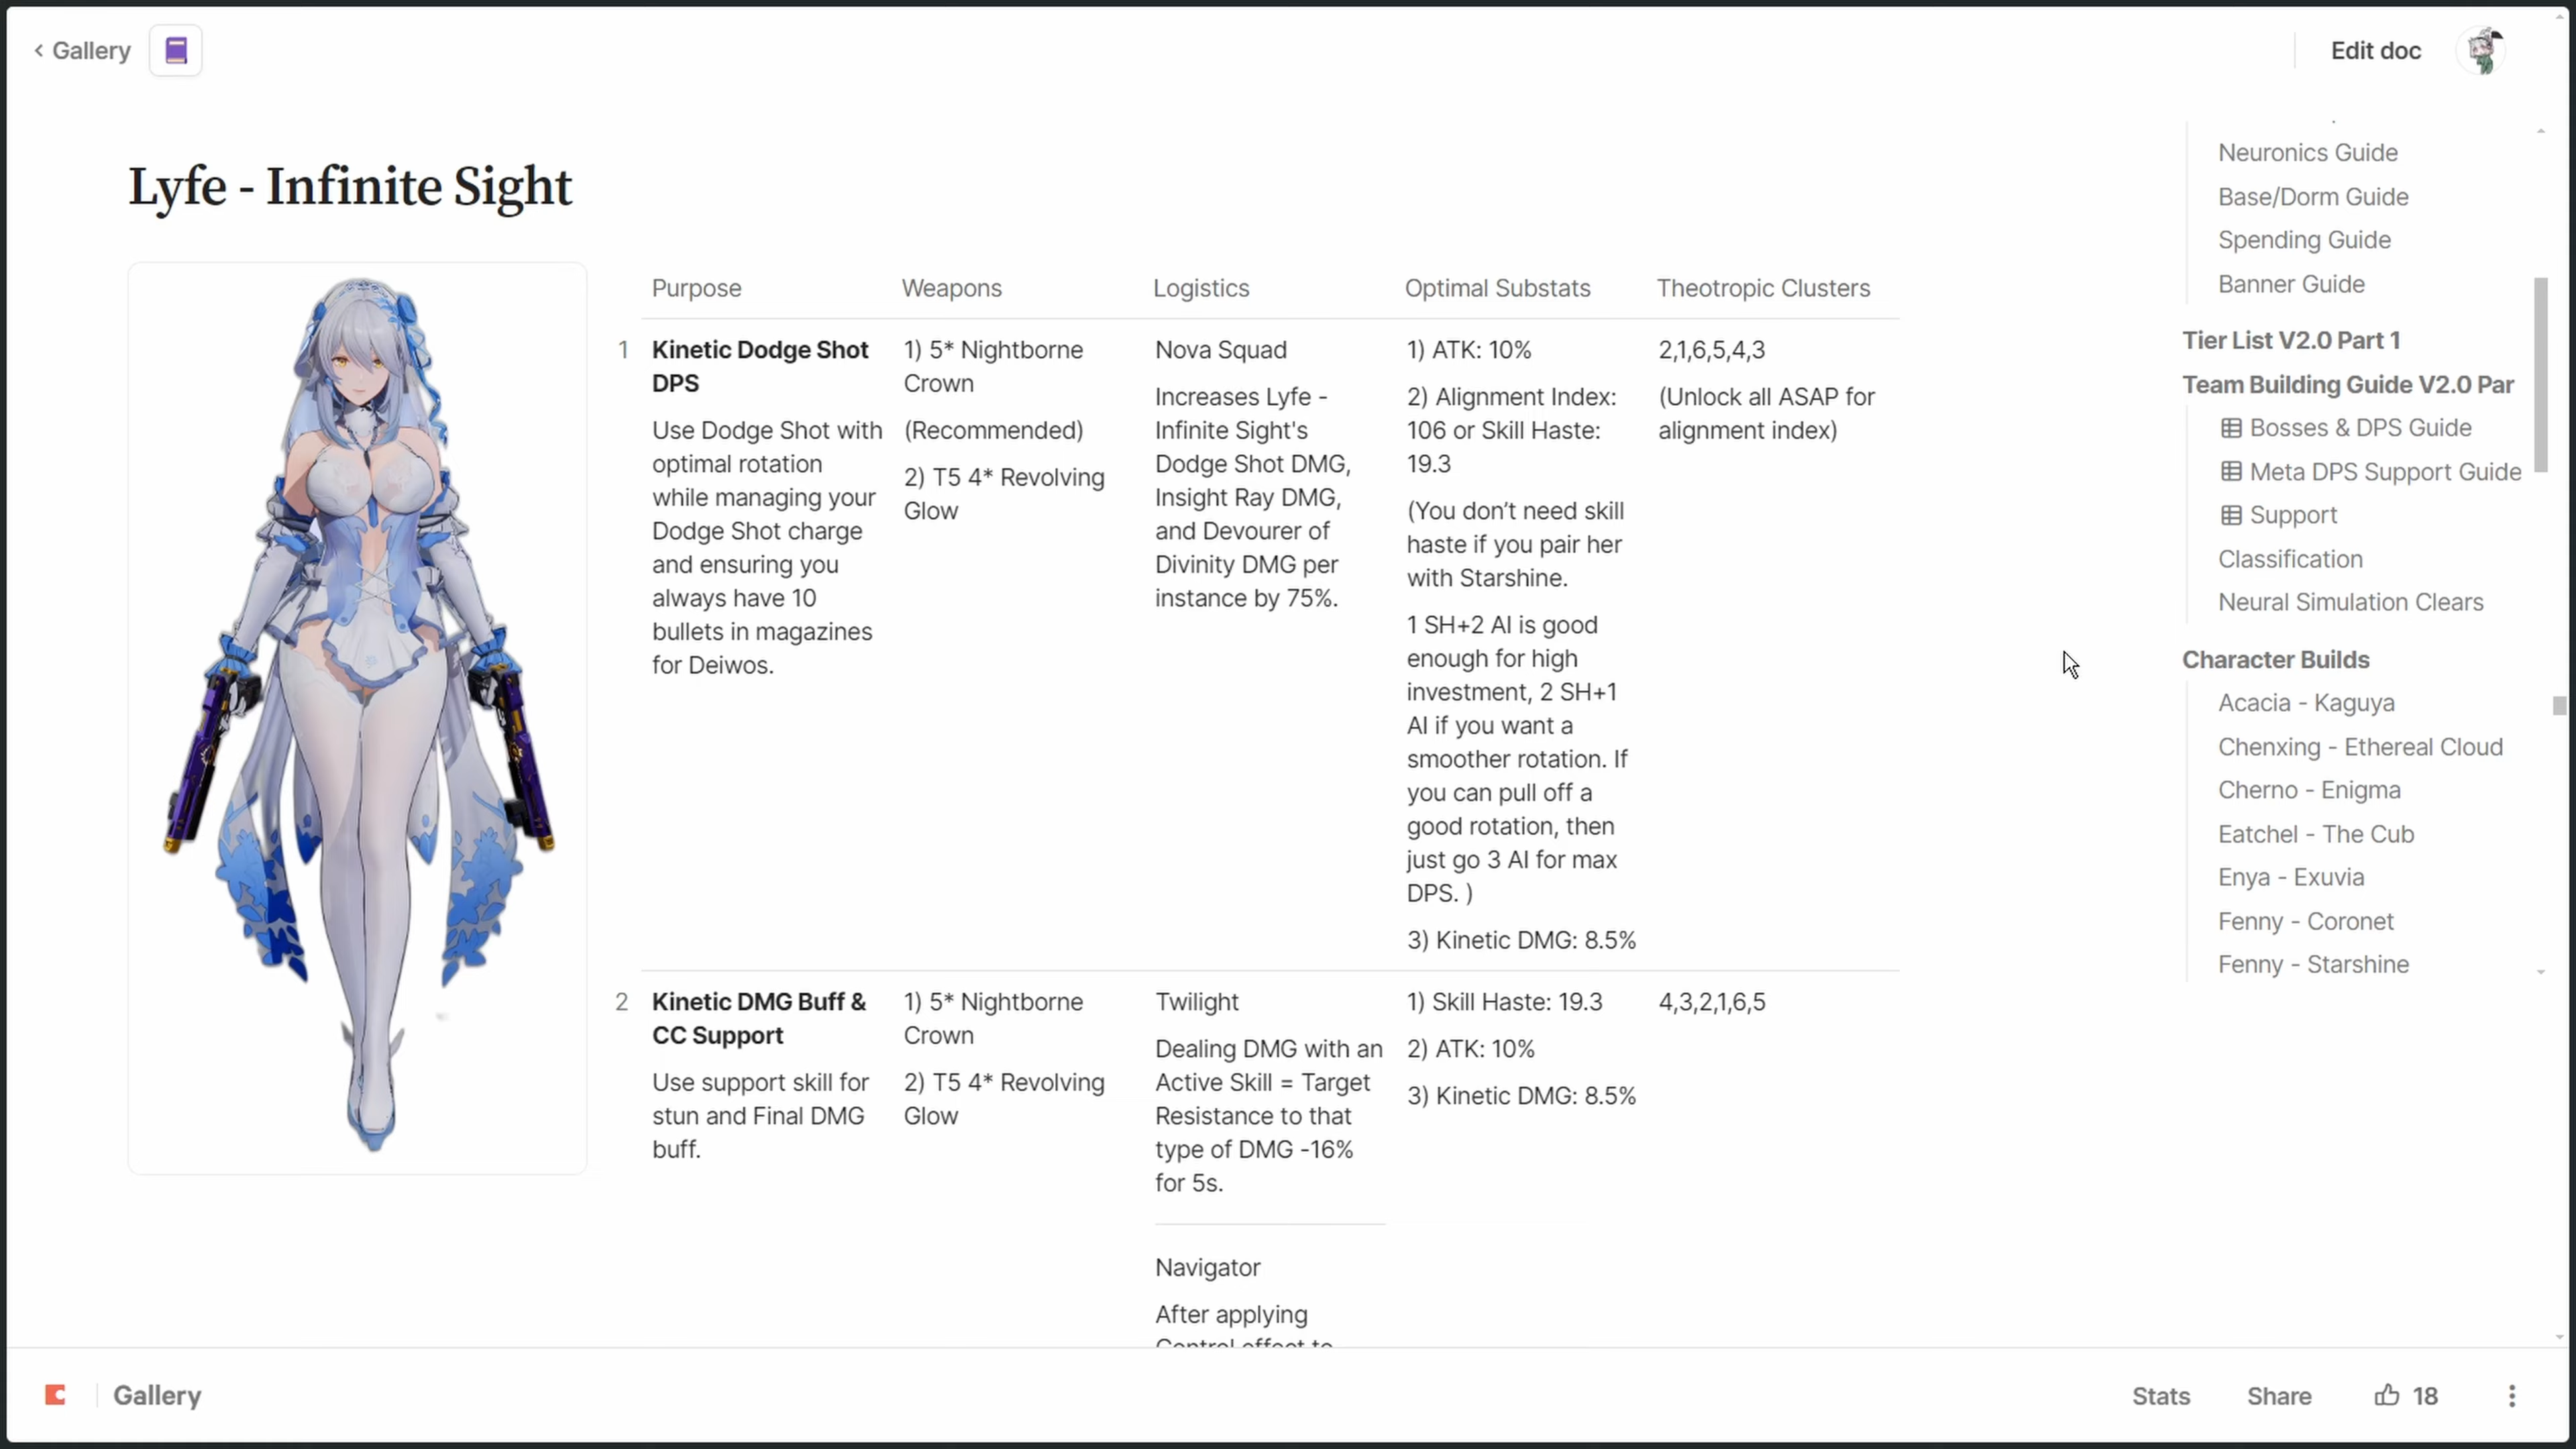 Gallery
Edit doc
Lyfe - Infinite Sight
Purpose
Weapons
Logistics
Optimal Substats
Theotropic Clusters
1
Kinetic Dodge Shot
DPS
Use Dodge Shot with
optimal rotation
while managing your
Dodge Shot charge
and ensuring you
always have 10
bullets in magazines
for Deiwos.
1) 5* Nightborne
Crown
(Recommended)
2) T5 4* Revolving
Glow
Nova Squad
Increases Lyfe -
Infinite Sight's
Dodge Shot DMG,
Insight Ray DMG,
and Devourer of
Divinity DMG per
instance by 75%.
1) ATK: 10%
2) Alignment Index:
106 or Skill Haste:
19.3
(You don’t need skill
haste if you pair her
with Starshine.
1 SH+2 AI is good
enough for high
investment, 2 SH+1
AI if you want a
smoother rotation. If
you can pull off a
good rotation, then
just go 3 AI for max
DPS. )
3) Kinetic DMG: 8.5%
2,1,6,5,4,3
(Unlock all ASAP for
alignment index)
2
Kinetic DMG Buff &
CC Support
Use support skill for
stun and Final DMG
buff.
1) 5* Nightborne
Crown
2) T5 4* Revolving
Glow
Twilight
Dealing DMG with an
Active Skill = Target
Resistance to that
type of DMG -16%
for 5s.
Navigator
After applying
Control effect to
1) Skill Haste: 19.3
2) ATK: 10%
3) Kinetic DMG: 8.5%
4,3,2,1,6,5
Neuronics Guide
Base/Dorm Guide
Spending Guide
Banner Guide
Tier List V2.0 Part 1
Team Building Guide V2.0 Par
Bosses & DPS Guide
Meta DPS Support Guide
Support
Classification
Neural Simulation Clears
Character Builds
Acacia - Kaguya
Chenxing - Ethereal Cloud
Cherno - Enigma
Eatchel - The Cub
Enya - Exuvia
Fenny - Coronet
Fenny - Starshine
Gallery
Stats
Share
18